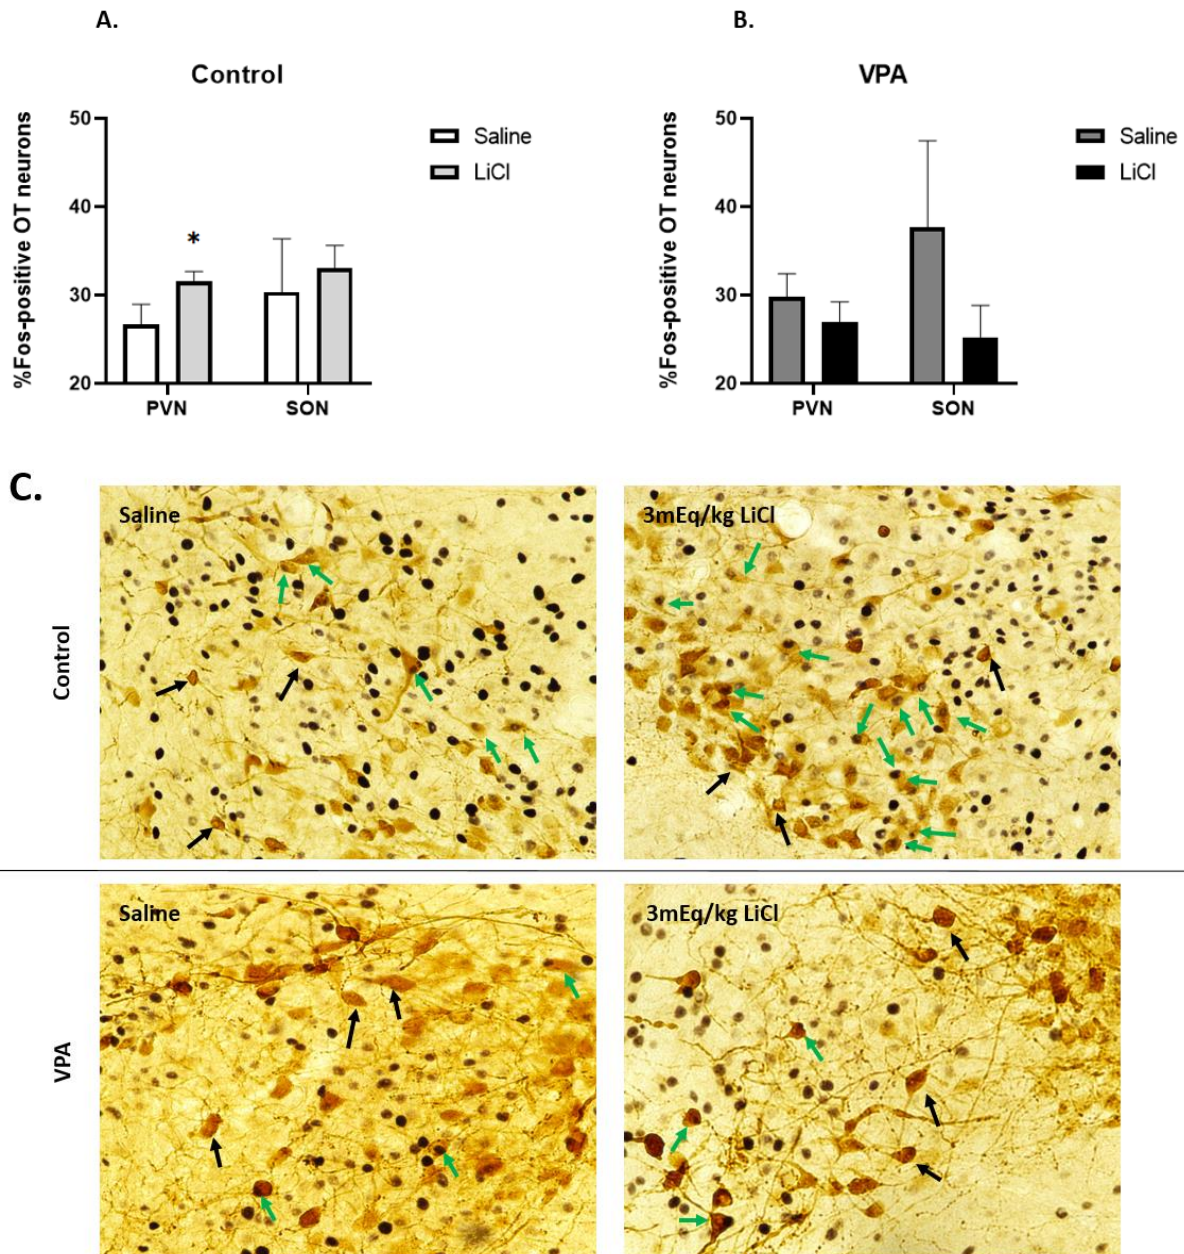 A.
Control
%Fos-positive OT neurons
50
40
30
20
*
PVN
SON
Saline
LiCl
B.
VPA
%Fos-positive OT neurons
50
40
30
20
PVN
SON
Saline
LiCl
C.
Control
Saline
3mEq/kg LiCl
VPA
Saline
3mEq/kg LiCl